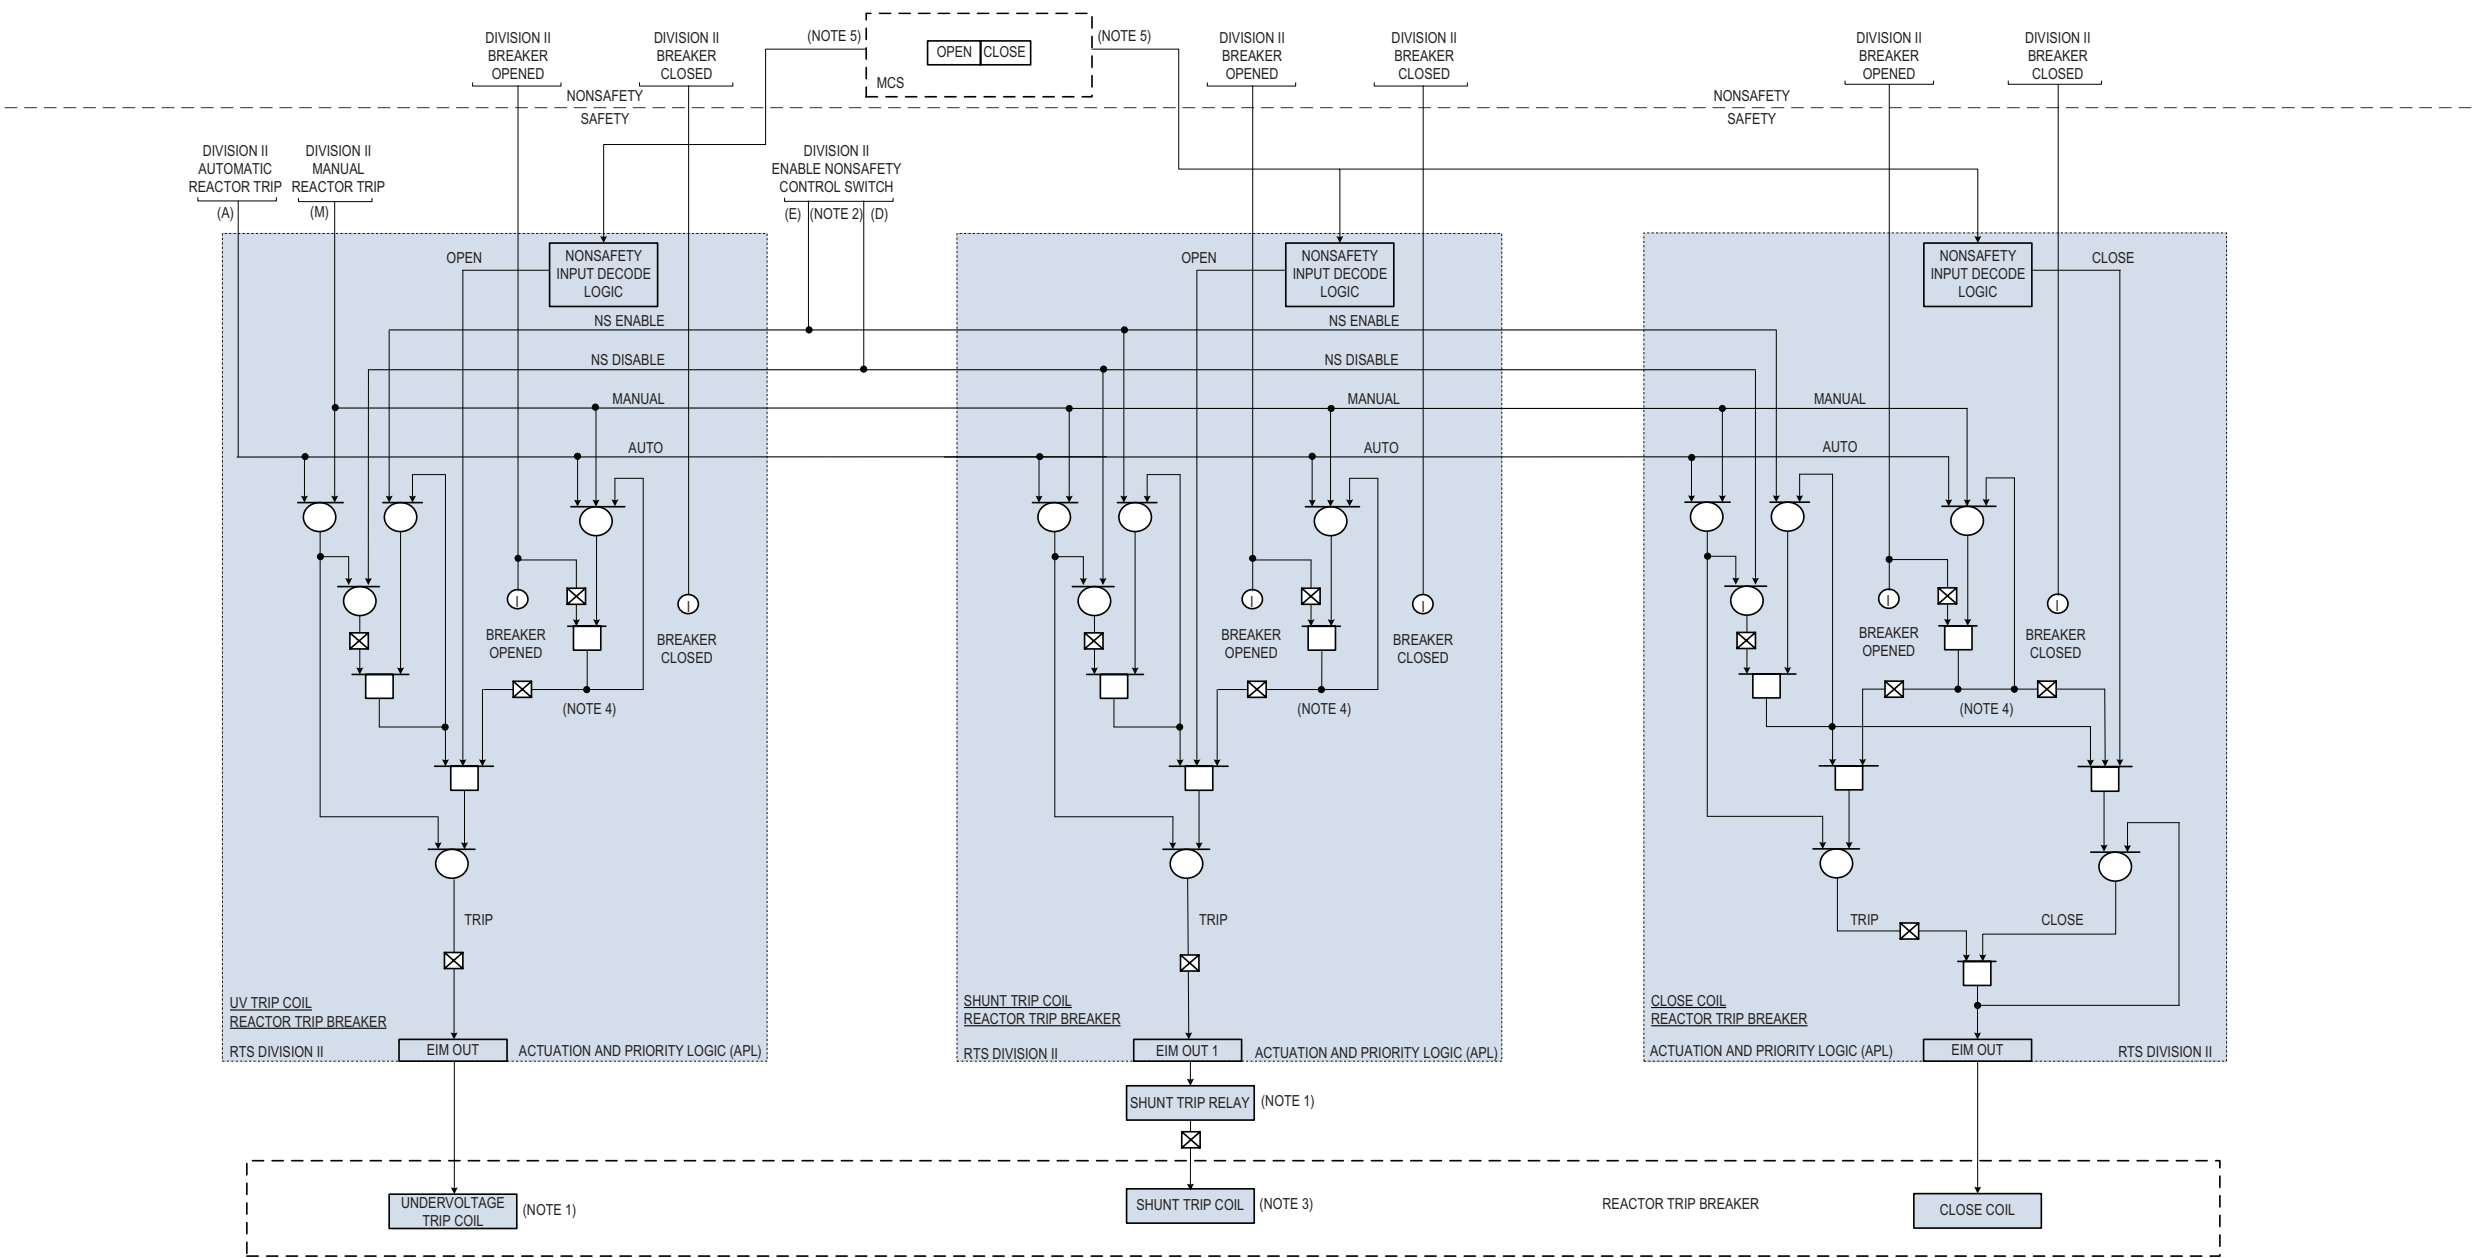 DIVISION II
BREAKER
OPENED
DIVISION II
BREAKER
CLOSED
(NOTE 5)
OPEN CLOSE
MCS
(NOTE 5)
DIVISION II
BREAKER
OPENED
DIVISION II
BREAKER
CLOSED
DIVISION II
BREAKER
OPENED
DIVISION II
BREAKER
CLOSED
NONSAFETY
SAFETY
NONSAFETY
SAFETY
DIVISION II
AUTOMATIC
REACTOR TRIP
(A)
DIVISION II
MANUAL
REACTOR TRIP
(M)
DIVISION II
ENABLE NONSAFETY
CONTROL SWITCH
(E) (NOTE 2) (D)
OPEN
NONSAFETY
INPUT DECODE
LOGIC
NS ENABLE
NS DISABLE
MANUAL
AUTO
I
BREAKER
OPENED
I
BREAKER
CLOSED
(NOTE 4)
TRIP
UV TRIP COIL
REACTOR TRIP BREAKER
RTS DIVISION II
EIM OUT
ACTUATION AND PRIORITY LOGIC (APL)
OPEN
NONSAFETY
INPUT DECODE
LOGIC
NS ENABLE
NS DISABLE
MANUAL
AUTO
I
BREAKER
OPENED
I
BREAKER
CLOSED
(NOTE 4)
TRIP
SHUNT TRIP COIL
REACTOR TRIP BREAKER
RTS DIVISION II
EIM OUT 1
ACTUATION AND PRIORITY LOGIC (APL)
NONSAFETY
INPUT DECODE
LOGIC
CLOSE
MANUAL
AUTO
I
BREAKER
OPENED
I
BREAKER
CLOSED
(NOTE 4)
TRIP
CLOSE
CLOSE COIL
REACTOR TRIP BREAKER
ACTUATION AND PRIORITY LOGIC (APL)
EIM OUT
RTS DIVISION II
SHUNT TRIP RELAY
(NOTE 1)
UNDERVOLTAGE
TRIP COIL
(NOTE 1)
SHUNT TRIP COIL
(NOTE 3)
REACTOR TRIP BREAKER
CLOSE COIL